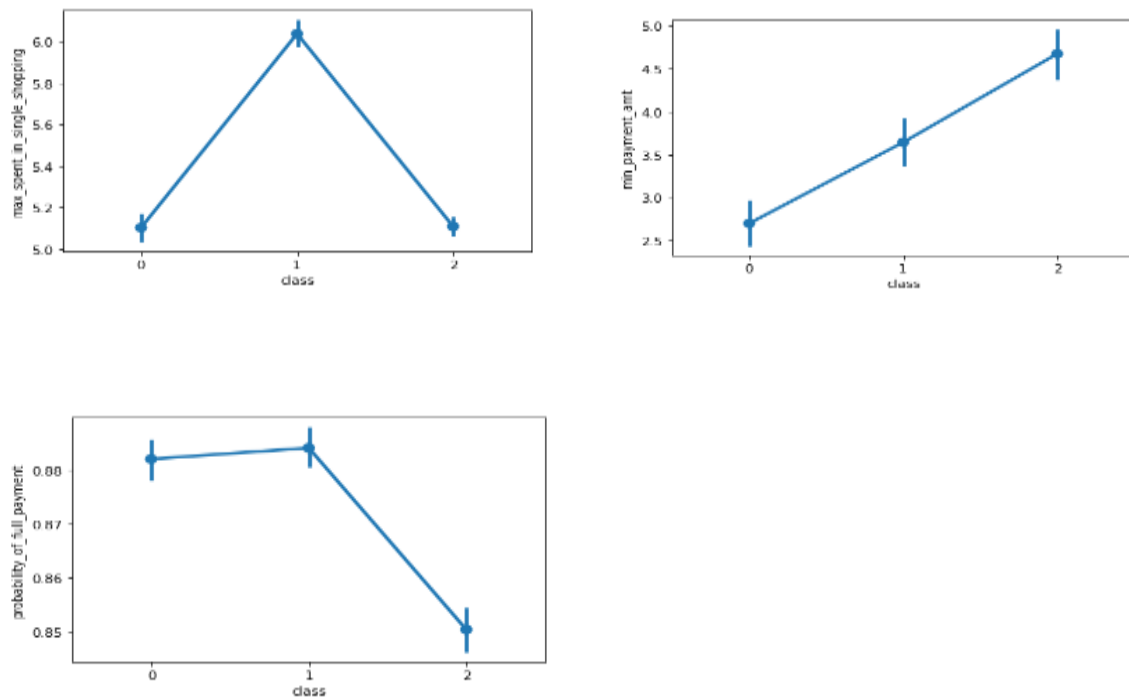 max_spent_in_single_shopping
6.0
5.8
5.6
5.4
5.2
5.0
0 1 2
class
min_payment_amt
5.0
4.5
4.0
3.5
3.0
2.5
0 1 2
class
probability_of_full_payment
0.88
0.87
0.86
0.85
0 1 2
class